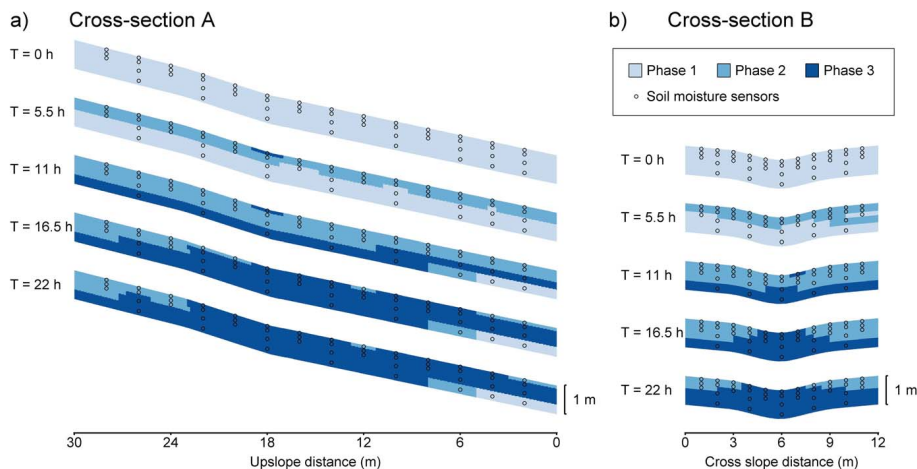 a) Cross-section A
T = 0 h
T = 5.5 h
T = 11 h
T = 16.5 h
T = 22 h
1 m
30 24 18 12 6 0
Upslope distance (m)
b) Cross-section B
Phase 1 Phase 2 Phase 3
Soil moisture sensors
T = 0 h
T = 5.5 h
T = 11 h
T = 16.5 h
T = 22 h
1 m
0 3 6 9 12
Cross slope distance (m)